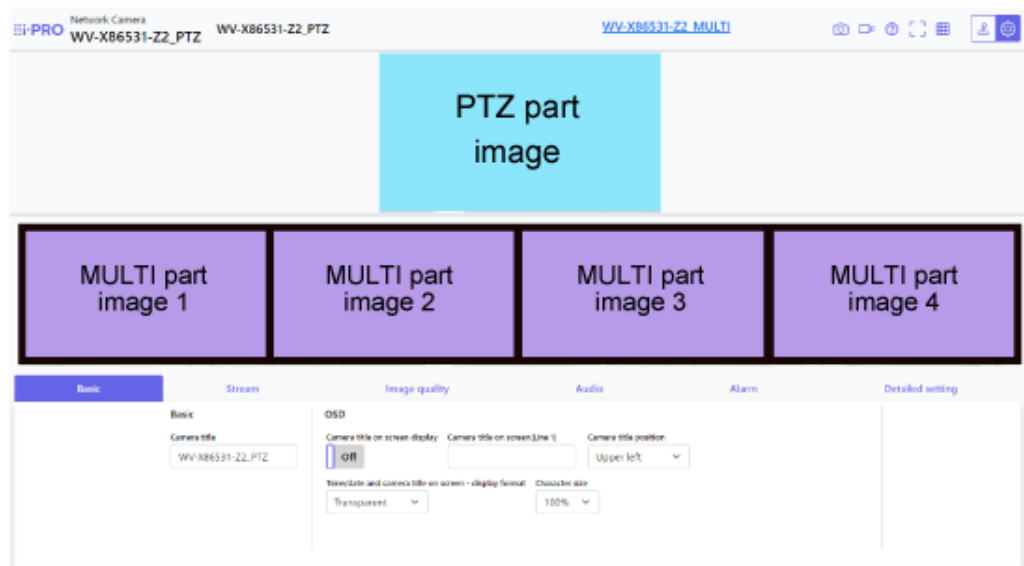 i-PRO
Network Camera
WV-X86531-Z2_PTZ
WV-X86531-Z2_PTZ
WV-X86531-Z2_MULTI
PTZ part
image
MULTI part
image 1
MULTI part
image 2
MULTI part
image 3
MULTI part
image 4
Basic
Stream
Image quality
Audio
Alarm
Detailed setting
Basic
OSD
Camera title
Camera title on screen display
Camera title on screen(Line 1)
Camera title position
WV-X86531-Z2_PTZ
Off
Upper left
Time/date and camera title on screen - display format
Character size
Transparent
100%